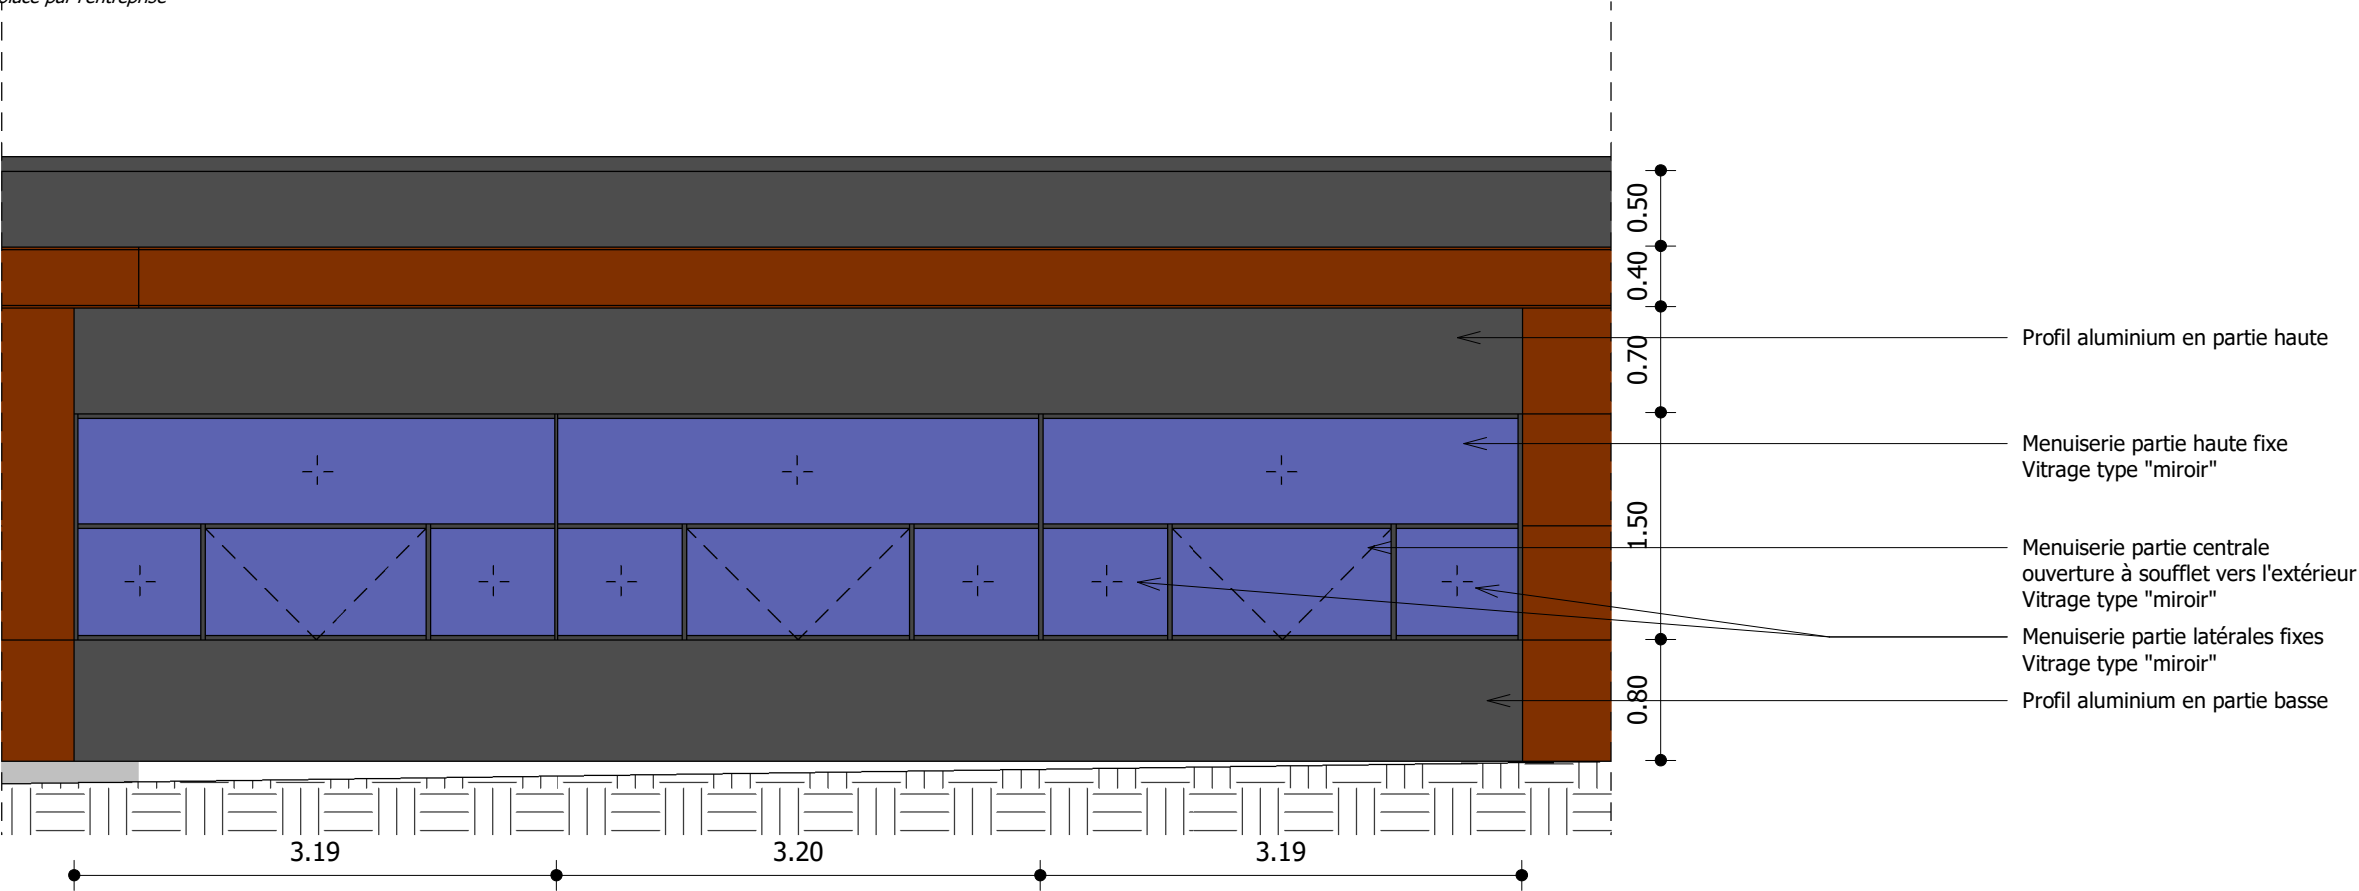 par l'entreprise
0.50
0.40
0.70
1.50
0.80
Profil aluminium en partie haute
Menuiserie partie haute fixe
Vitrage type "miroir"
Menuiserie partie centrale
ouverture à soufflet vers l'extérieur
Vitrage type "miroir"
Menuiserie partie latérales fixes
Vitrage type "miroir"
Profil aluminium en partie basse
3.19
3.20
3.19